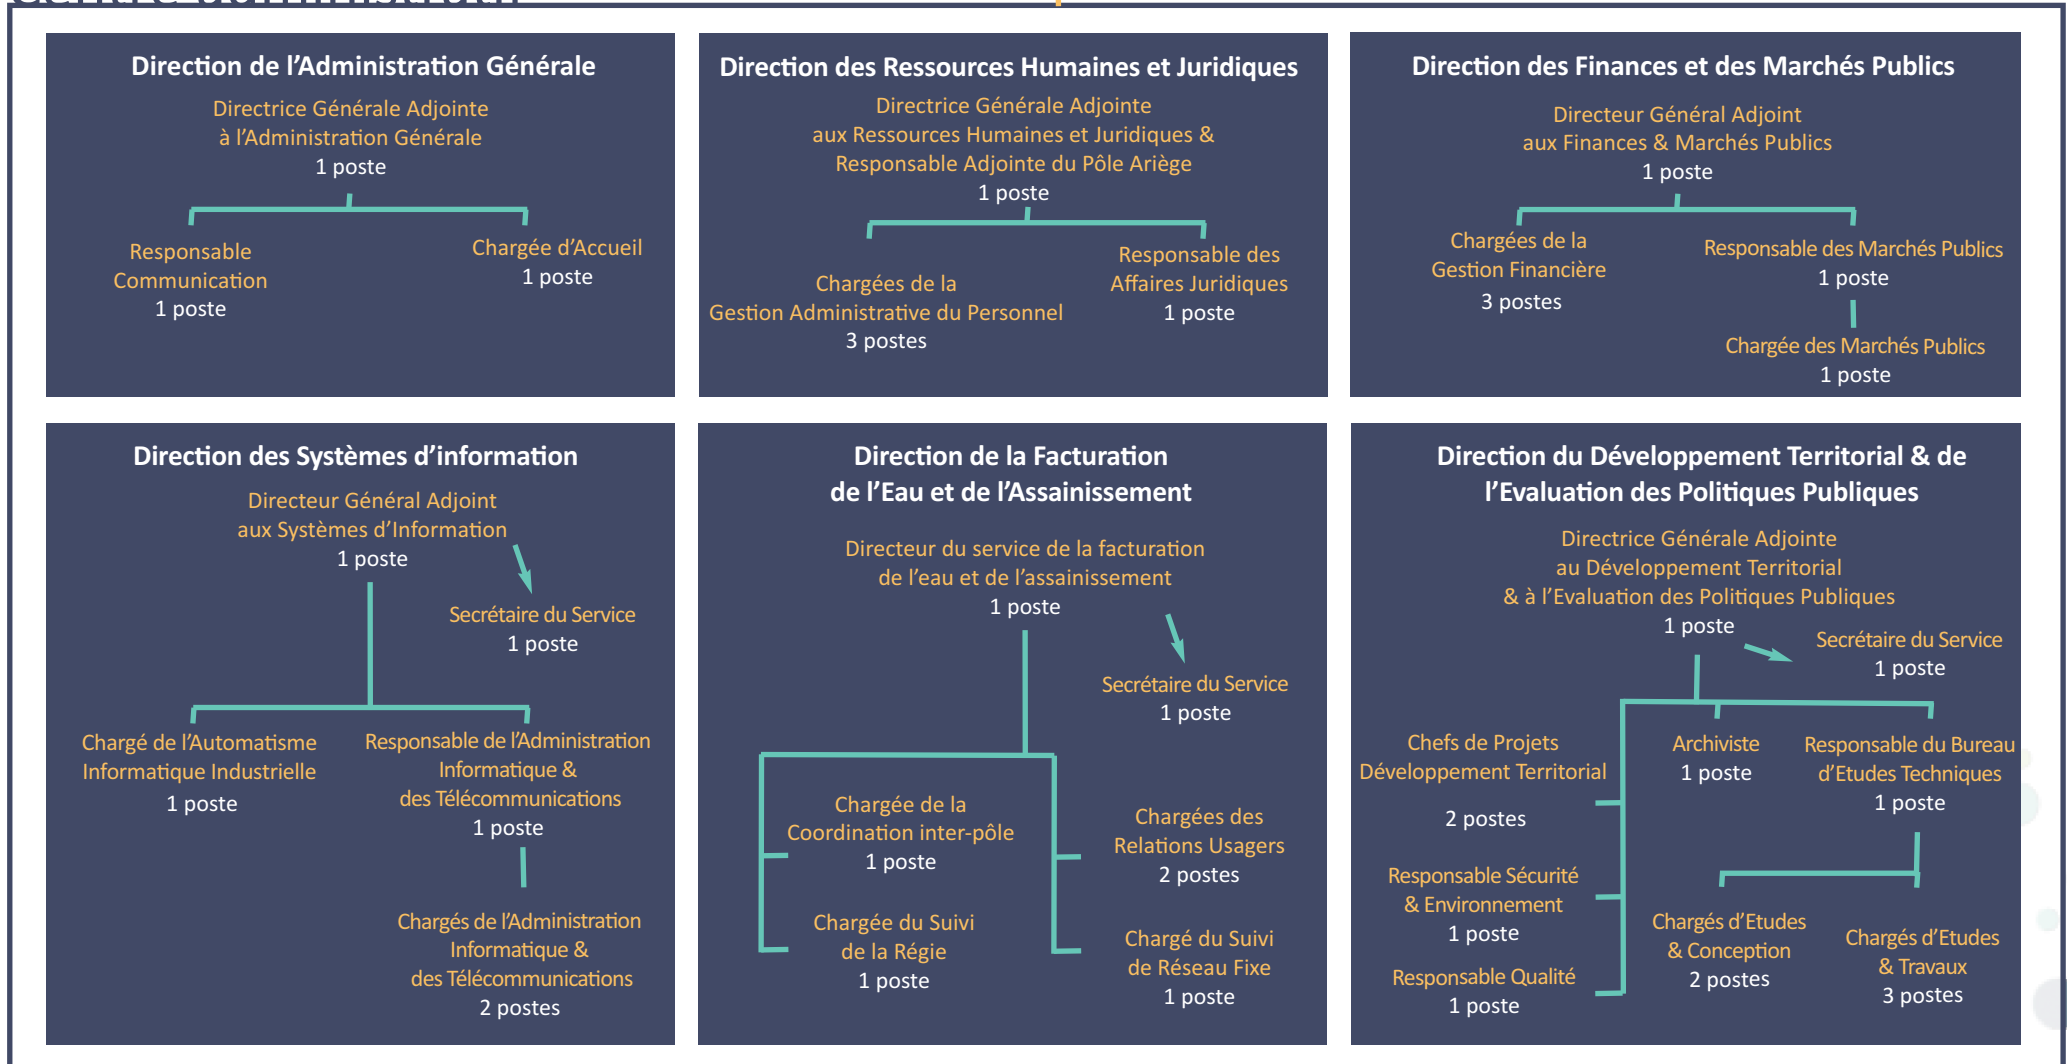 Direction de l’Administration Générale
Directrice Générale Adjointe
à l’Administration Générale
1 poste
Responsable
Communication
1 poste
Chargée d’Accueil
1 poste
Direction des Ressources Humaines et Juridiques
Directrice Générale Adjointe
aux Ressources Humaines et Juridiques &
Responsable Adjointe du Pôle Ariège
1 poste
Chargées de la
Gestion Administrative du Personnel
3 postes
Responsable des
Affaires Juridiques
1 poste
Direction des Finances et des Marchés Publics
Directeur Général Adjoint
aux Finances & Marchés Publics
1 poste
Chargées de la
Gestion Financière
3 postes
Responsable des Marchés Publics
1 poste
Chargée des Marchés Publics
1 poste
Direction des Systèmes d’information
Directeur Général Adjoint
aux Systèmes d’Information
1 poste
Secrétaire du Service
1 poste
Chargé de l’Automatisme
Informatique Industrielle
1 poste
Responsable de l’Administration
Informatique &
des Télécommunications
1 poste
Chargés de l’Administration
Informatique &
des Télécommunications
2 postes
Direction de la Facturation
de l’Eau et de l’Assainissement
Directeur du service de la facturation
de l’eau et de l’assainissement
1 poste
Secrétaire du Service
1 poste
Chargée de la
Coordination inter-pôle
1 poste
Chargée du Suivi
de la Régie
1 poste
Chargées des
Relations Usagers
2 postes
Chargé du Suivi
de Réseau Fixe
1 poste
Direction du Développement Territorial & de
l’Evaluation des Politiques Publiques
Directrice Générale Adjointe
au Développement Territorial
& à l’Evaluation des Politiques Publiques
1 poste
Secrétaire du Service
1 poste
Chefs de Projets
Développement Territorial
2 postes
Responsable Sécurité
& Environnement
1 poste
Responsable Qualité
1 poste
Archiviste
1 poste
Responsable du Bureau
d’Etudes Techniques
1 poste
Chargés d’Etudes
& Conception
2 postes
Chargés d’Etudes
& Travaux
3 postes